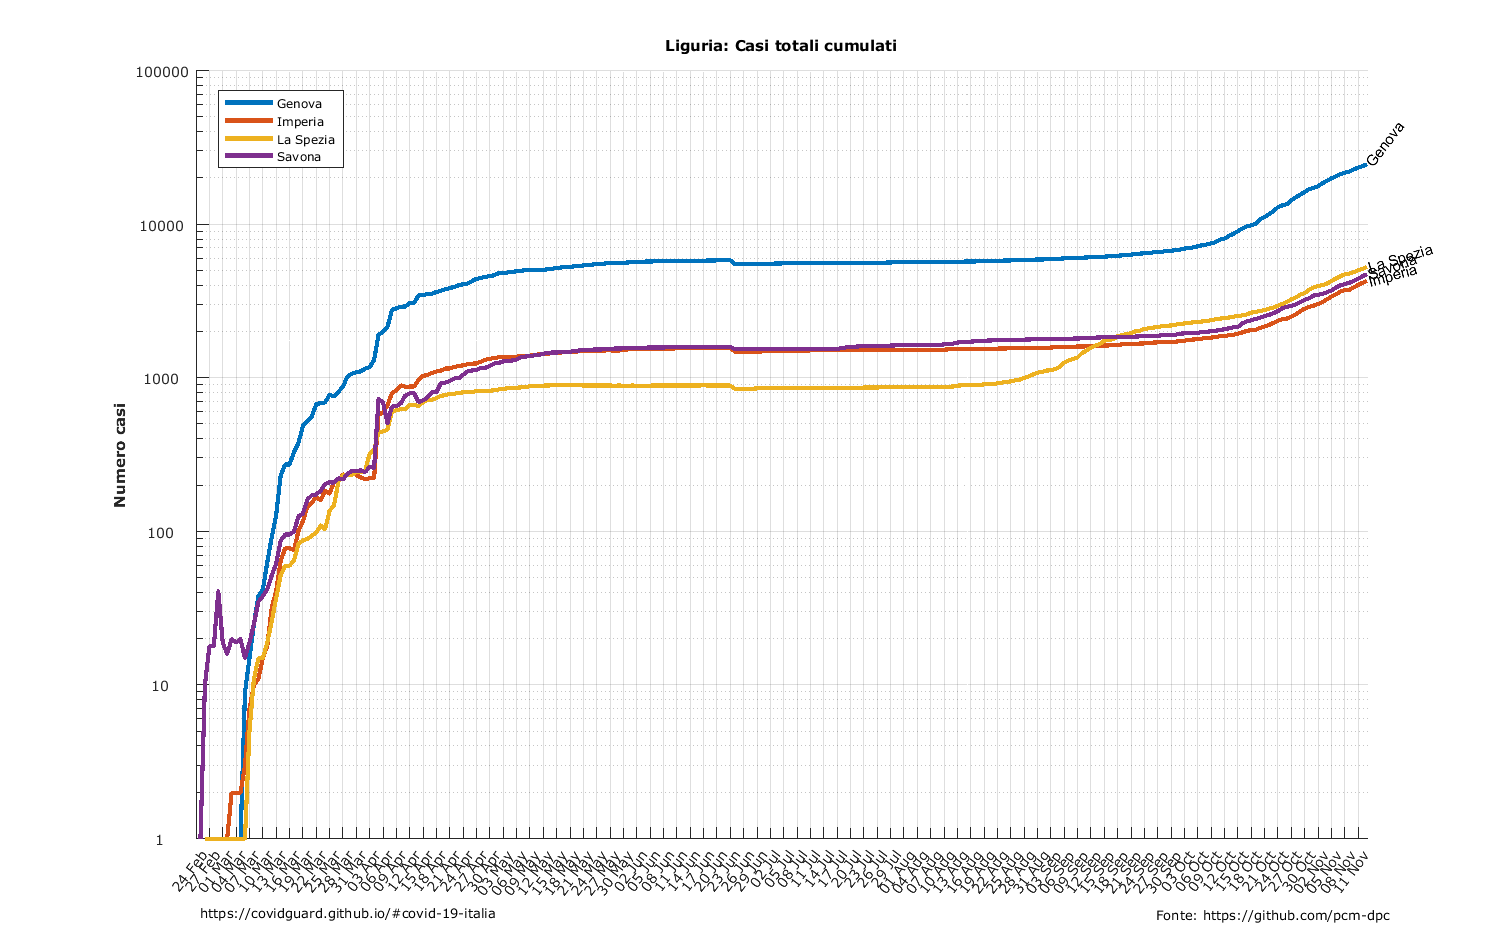 Liguria: Casi totali cumulati
100000
10000
1000
100
10
1
Numero casi
Genova
Imperia
La Spezia
Savona
Genova
La Spezia
Savona
Imperia
24 Feb
27 Feb
01 Mar
04 Mar
07 Mar
10 Mar
13 Mar
16 Mar
19 Mar
22 Mar
25 Mar
28 Mar
31 Mar
03 Apr
06 Apr
09 Apr
12 Apr
15 Apr
18 Apr
21 Apr
24 Apr
27 Apr
30 Apr
03 May
06 May
09 May
12 May
15 May
18 May
21 May
24 May
27 May
30 May
02 Jun
05 Jun
08 Jun
11 Jun
14 Jun
17 Jun
20 Jun
23 Jun
26 Jun
29 Jun
02 Jul
05 Jul
08 Jul
11 Jul
14 Jul
17 Jul
20 Jul
23 Jul
26 Jul
29 Jul
01 Aug
04 Aug
07 Aug
10 Aug
13 Aug
16 Aug
19 Aug
22 Aug
25 Aug
28 Aug
31 Aug
03 Sep
06 Sep
09 Sep
12 Sep
15 Sep
18 Sep
21 Sep
24 Sep
27 Sep
30 Sep
03 Oct
06 Oct
09 Oct
12 Oct
15 Oct
18 Oct
21 Oct
24 Oct
27 Oct
30 Oct
02 Nov
05 Nov
08 Nov
11 Nov
https://covidguard.github.io/#covid-19-italia
Fonte: https://github.com/pcm-dpc